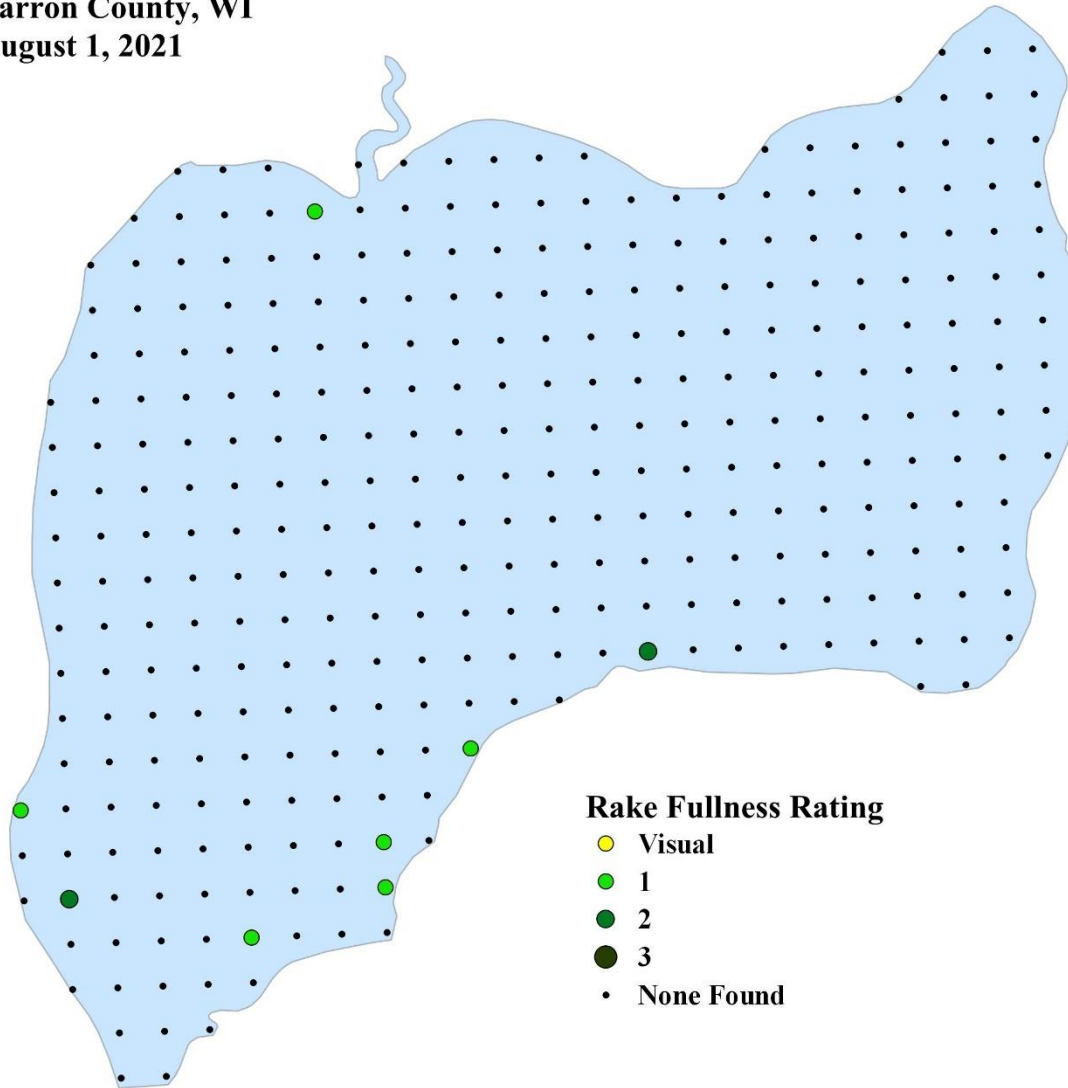 arron County, WI
ugust 1, 2021
Rake Fullness Rating
Visual
1
2
3
None Found